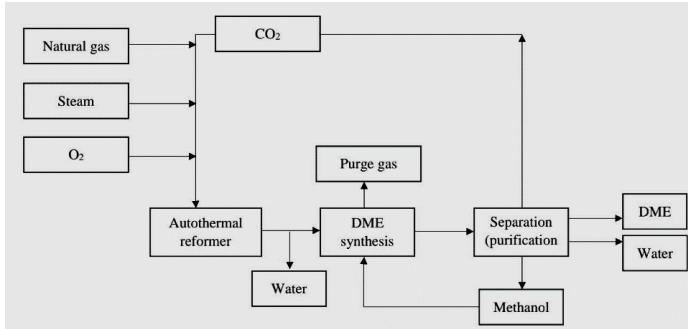 Natural gas
CO₂
Steam
O₂
Purge gas
Autothermal
reformer
DME
synthesis
Separation
(purification
DME
Water
Water
Methanol